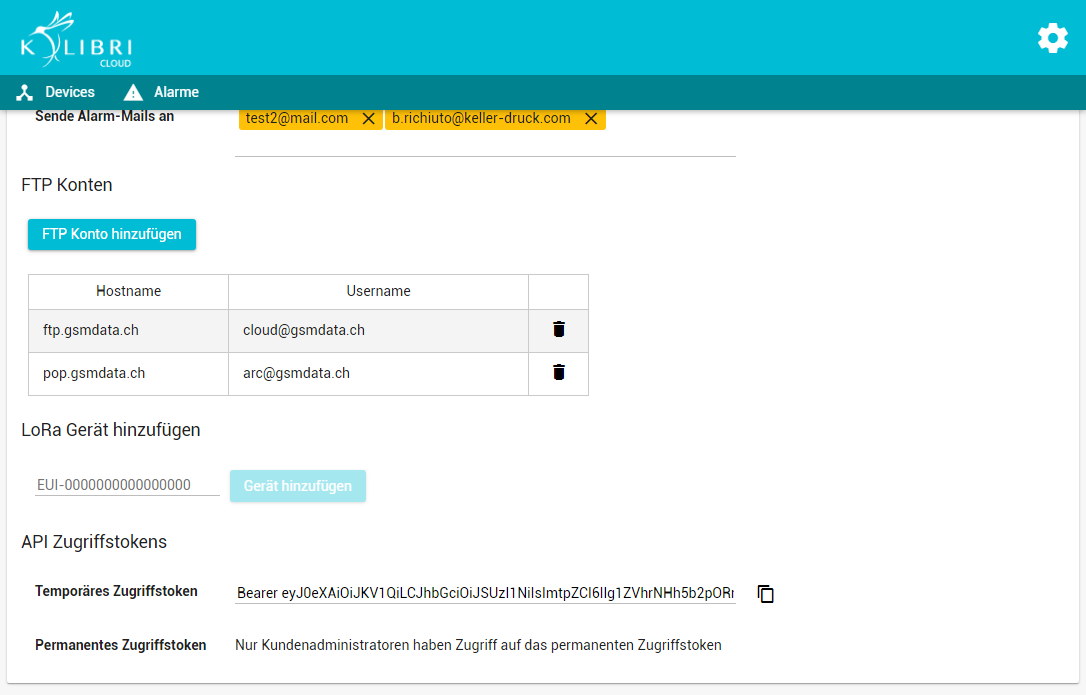 KOLIBRI
CLOUD
Devices
Alarme
Sende Alarm-Mails an
test2@mail.com
b.richiuto@keller-druck.com
FTP Konten
FTP Konto hinzufügen
Hostname Username
ftp.gsmdata.ch cloud@gsmdata.ch
pop.gsmdata.ch arc@gsmdata.ch
LoRa Gerät hinzufügen
EUI-0000000000000000
Gerät hinzufügen
API Zugriffstokens
Temporäres Zugriffstoken
Bearer eyJ0eXAiOiJKV1QiLCJhbGciOiJSUzI1NiIsImtpZCI6Ilg1ZVhrNHh5b2pORr
Permanentes Zugriffstoken
Nur Kundenadministratoren haben Zugriff auf das permanenten Zugriffstoken